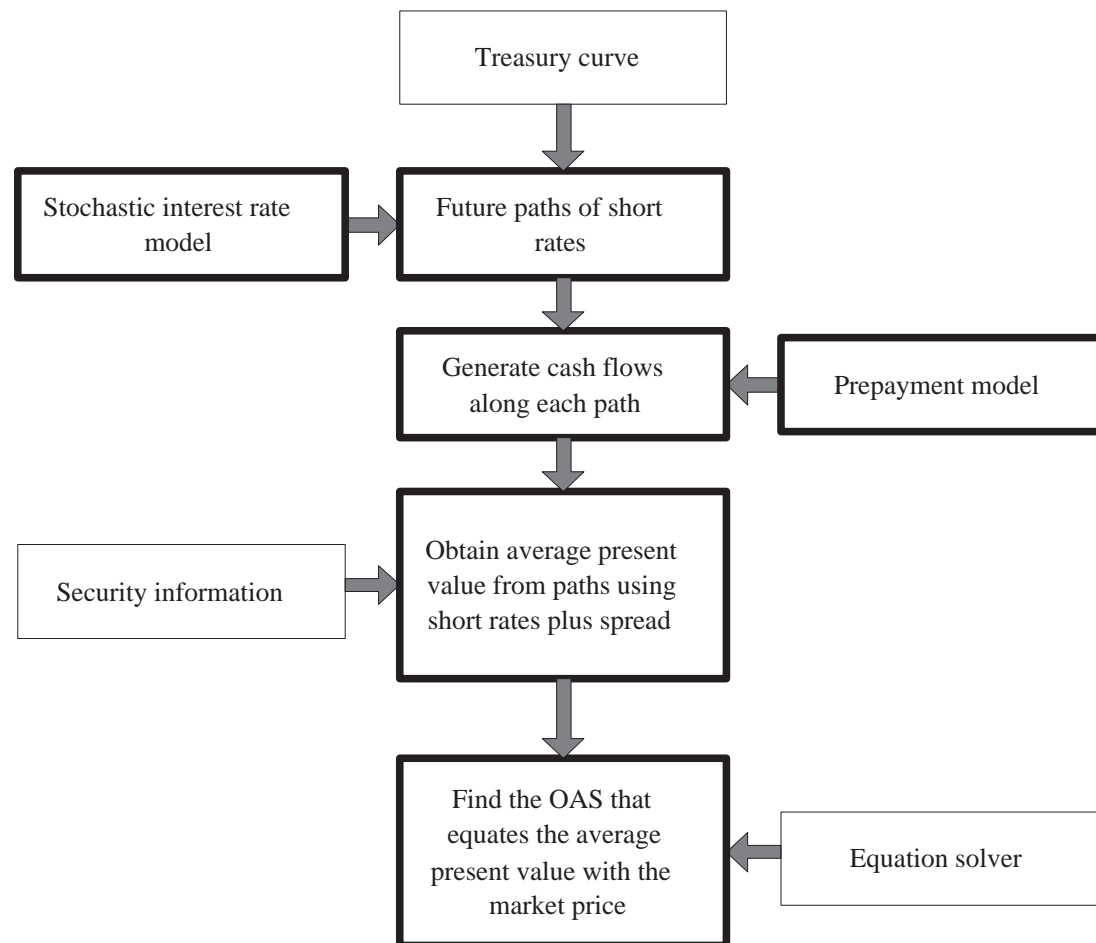 Treasury curve
Stochastic interest rate
model
Future paths of short
rates
Generate cash flows
along each path
Prepayment model
Obtain average present
value from paths using
short rates plus spread
Security information
Find the OAS that
equates the average
present value with the
market price
Equation solver